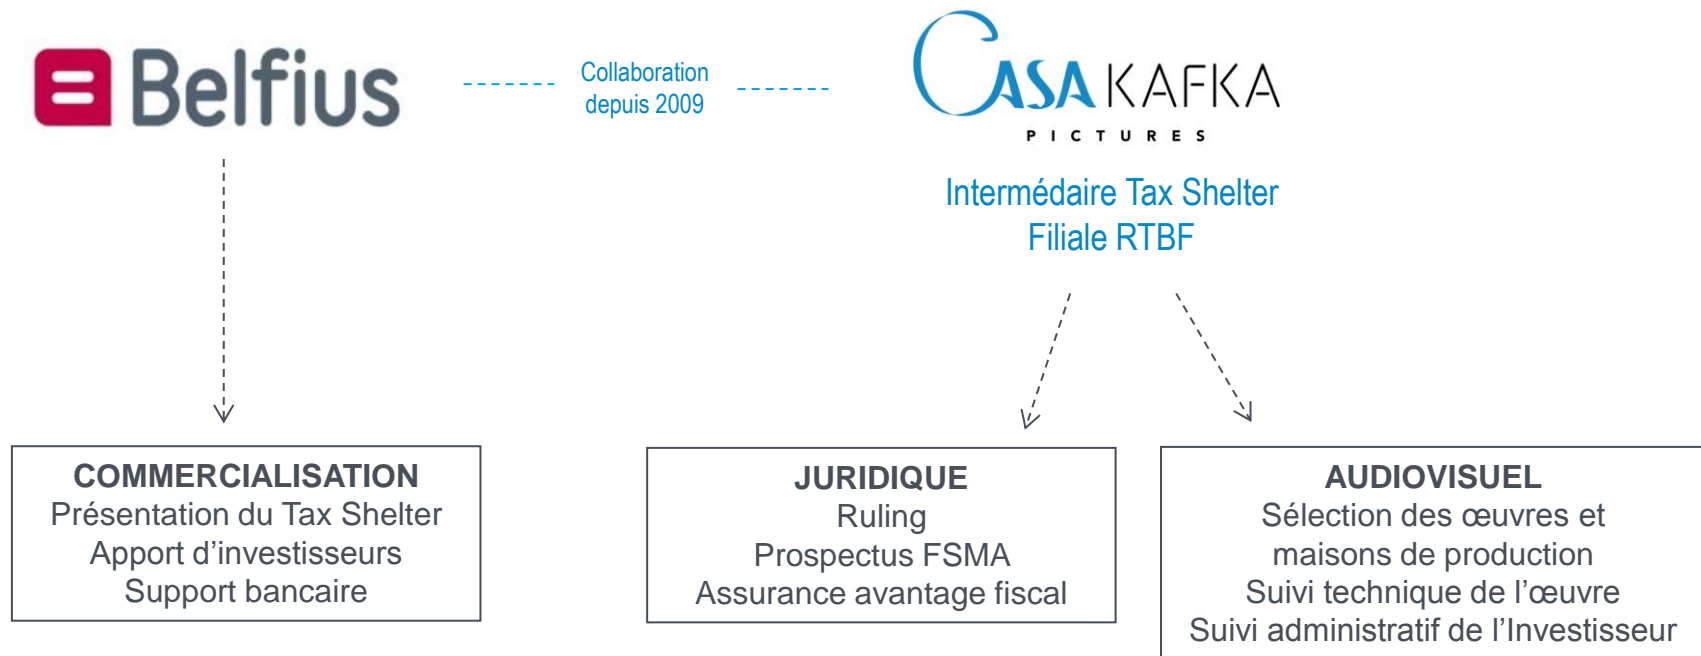 Belfius
Collaboration
depuis 2009
CASA KAFKA
PICTURES
Intermédaire Tax Shelter
Filiale RTBF
COMMERCIALISATION
Présentation du Tax Shelter
Apport d’investisseurs
Support bancaire
JURIDIQUE
Ruling
Prospectus FSMA
Assurance avantage fiscal
AUDIOVISUEL
Sélection des œuvres et
maisons de production
Suivi technique de l’œuvre
Suivi administratif de l’Investisseur